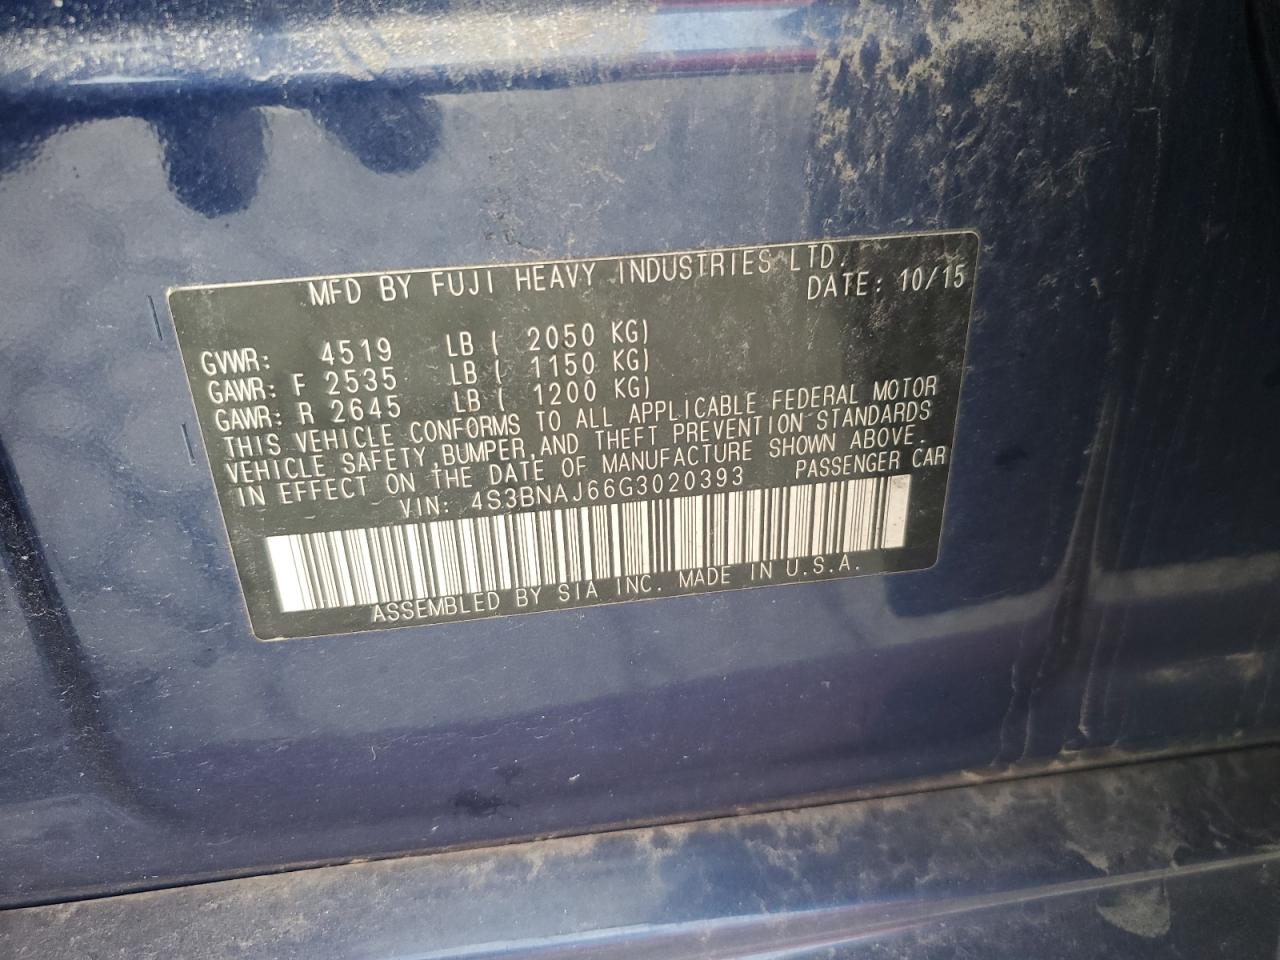 MFD BY FUJI HEAVY INDUSTRIES LTD.
DATE: 10/15
GVWR: 4519 LB ( 2050 KG)
GAWR: F 2535 LB ( 1150 KG)
GAWR: R 2645 LB ( 1200 KG)
THIS VEHICLE CONFORMS TO ALL APPLICABLE FEDERAL MOTOR
VEHICLE SAFETY, BUMPER, AND THEFT PREVENTION STANDARDS
IN EFFECT ON THE DATE OF MANUFACTURE SHOWN ABOVE.
VIN: 4S3BNAJ66G3020393 PASSENGER CAR
ASSEMBLED BY SIA INC. MADE IN U.S.A.